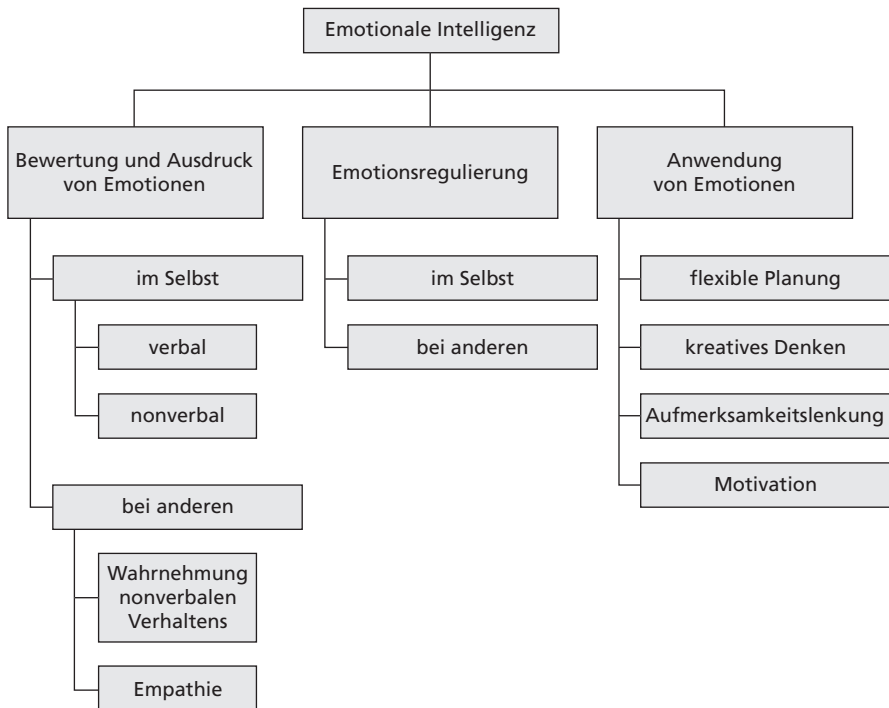 Emotionale Intelligenz
Bewertung und Ausdruck
von Emotionen
im Selbst
verbal
nonverbal
bei anderen
Wahrnehmung
nonverbalen
Verhaltens
Empathie
Emotionsregulierung
im Selbst
bei anderen
Anwendung
von Emotionen
flexible Planung
kreatives Denken
Aufmerksamkeitslenkung
Motivation